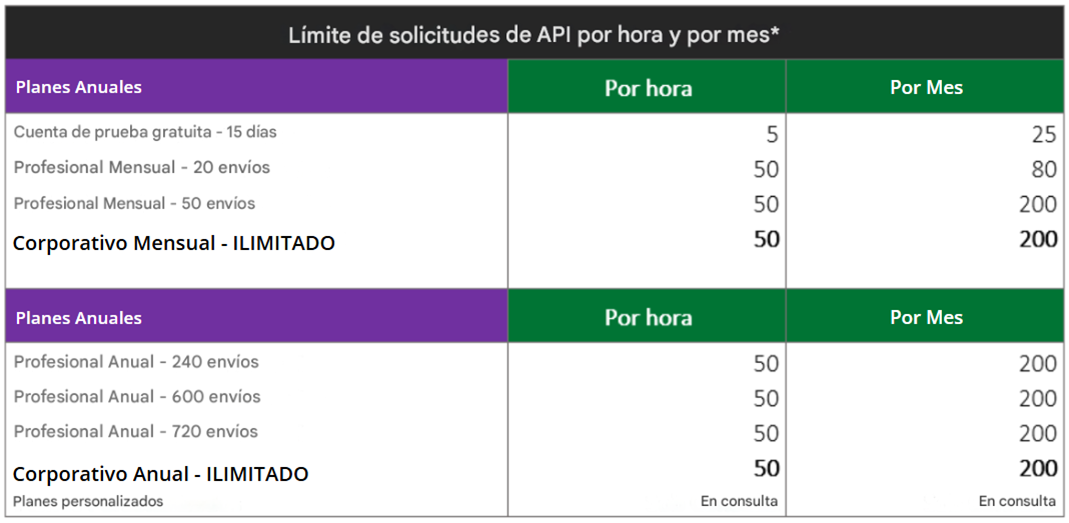 Límite de solicitudes de API por hora y por mes*
Planes Anuales Por hora Por Mes
Cuenta de prueba gratuita - 15 días 5 25
Profesional Mensual - 20 envíos 50 80
Profesional Mensual - 50 envíos 50 200
Corporativo Mensual - ILIMITADO 50 200
Planes Anuales Por hora Por Mes
Profesional Anual - 240 envíos 50 200
Profesional Anual - 600 envíos 50 200
Profesional Anual - 720 envíos 50 200
Corporativo Anual - ILIMITADO 50 200
Planes personalizados En consulta En consulta